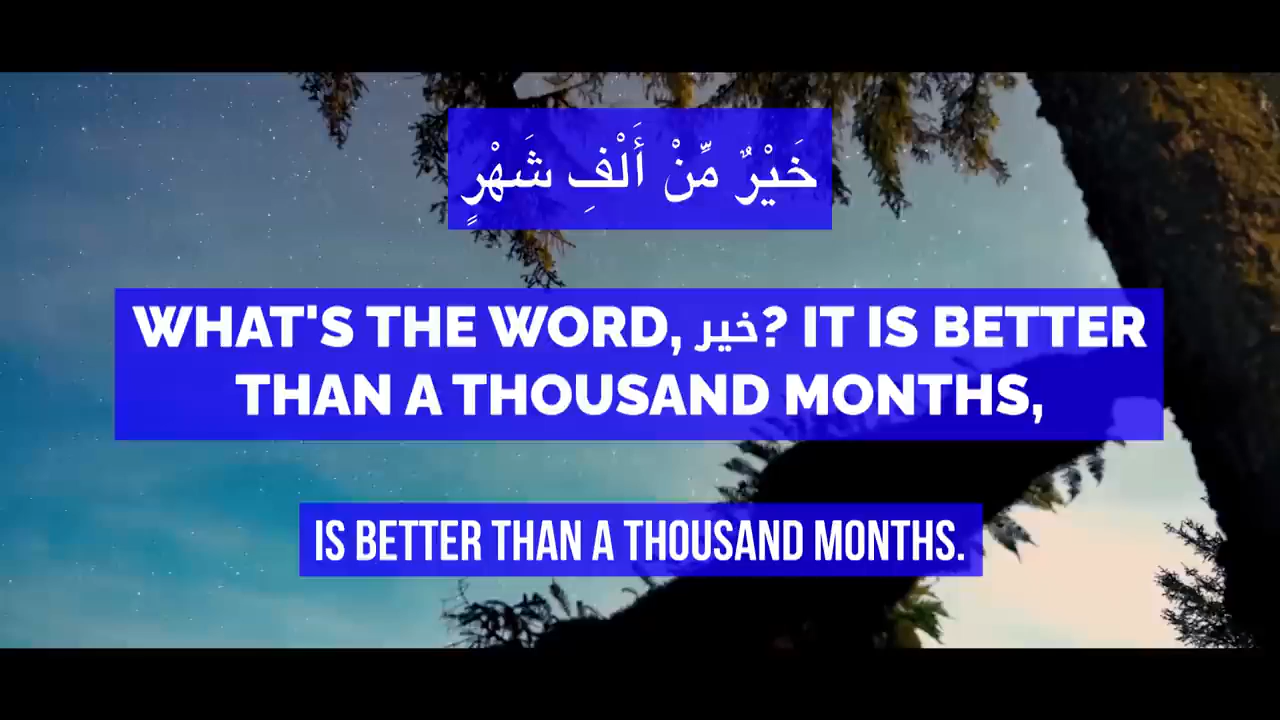 خَيْرٌ مِّنْ أَلْفِ شَهْرٍ
WHAT'S THE WORD, خير? IT IS BETTER
THAN A THOUSAND MONTHS,
IS BETTER THAN A THOUSAND MONTHS.